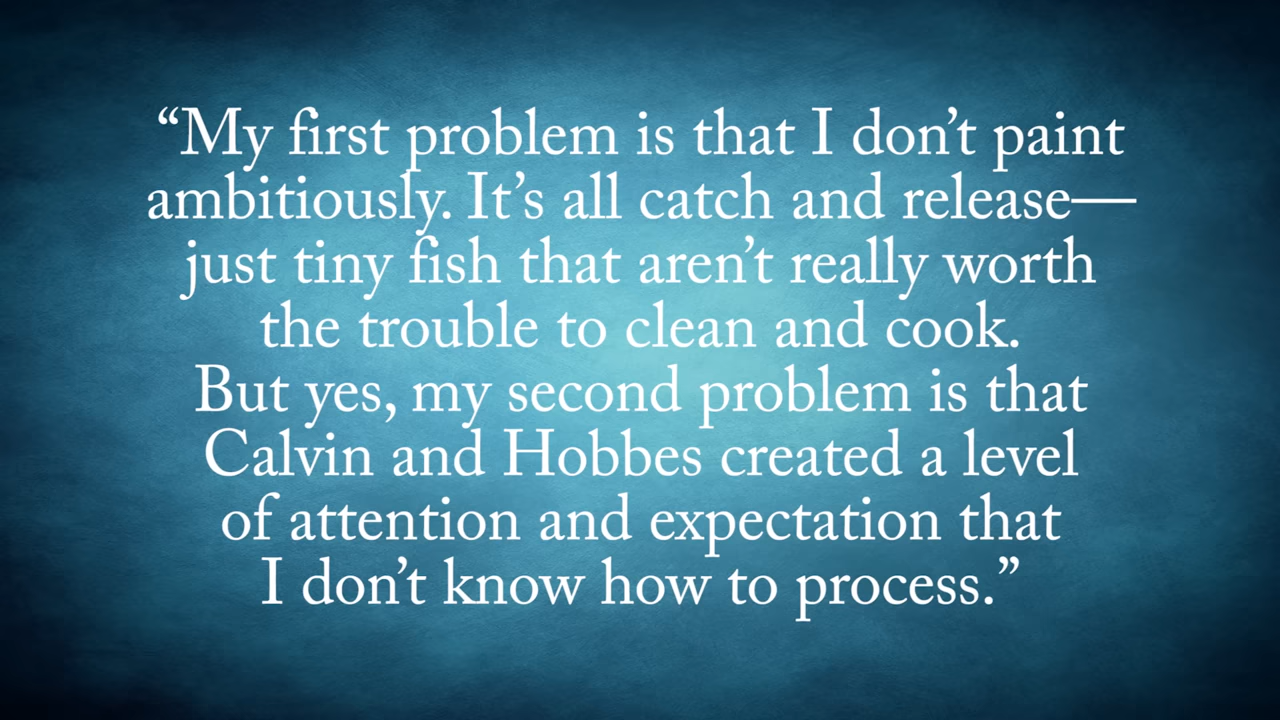 “My first problem is that I don’t paint
ambitiously. It’s all catch and release—
just tiny fish that aren’t really worth
the trouble to clean and cook.
But yes, my second problem is that
Calvin and Hobbes created a level
of attention and expectation that
I don’t know how to process.”